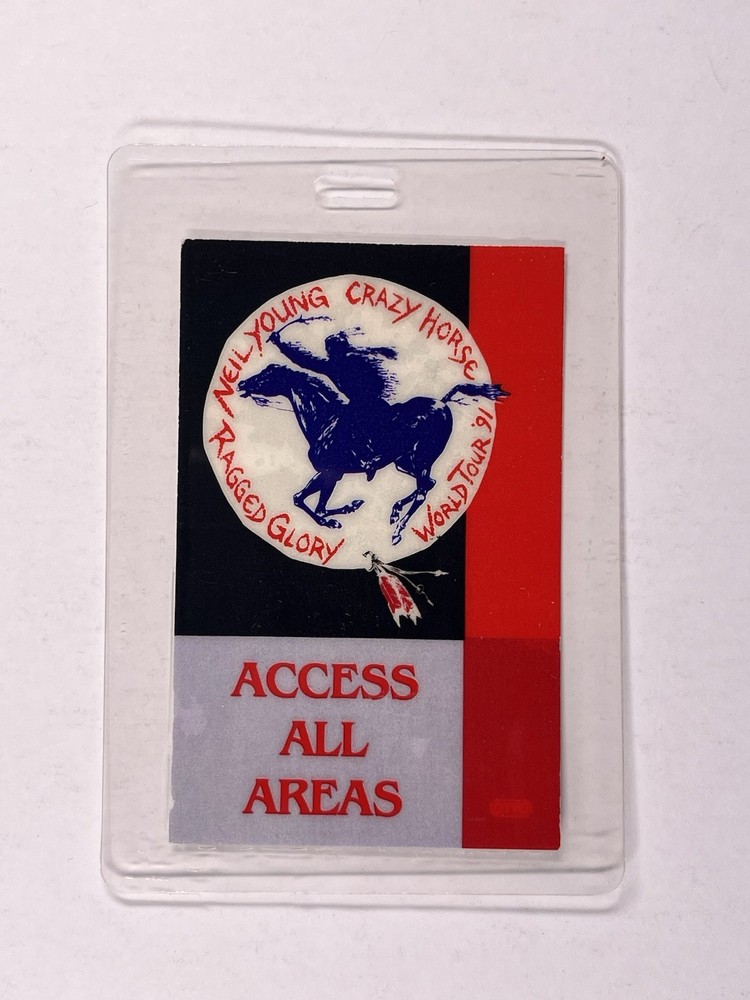 NEIL YOUNG CRAZY HORSE
RAGGED GLORY
WORLD TOUR '91
ACCESS
ALL
AREAS